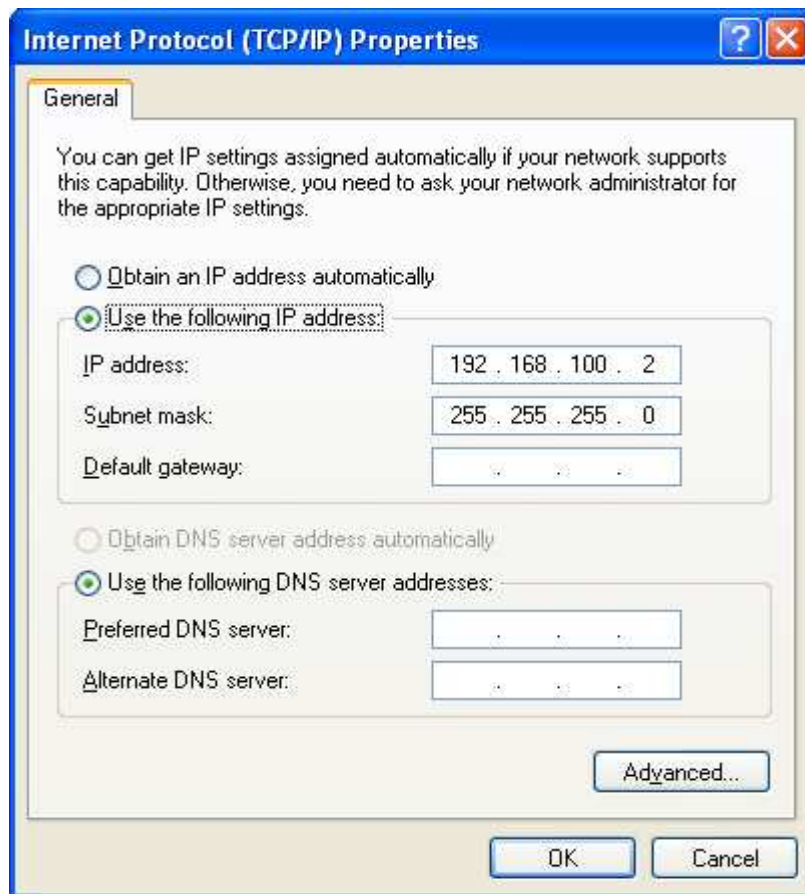 Internet Protocol (TCP/IP) Properties
General
You can get IP settings assigned automatically if your network supports
this capability. Otherwise, you need to ask your network administrator for
the appropriate IP settings.
Obtain an IP address automatically
Use the following IP address:
IP address: 192 . 168 . 100 . 2
Subnet mask: 255 . 255 . 255 . 0
Default gateway: . . .
Obtain DNS server address automatically
Use the following DNS server addresses:
Preferred DNS server: . . .
Alternate DNS server: . . .
Advanced...
OK Cancel